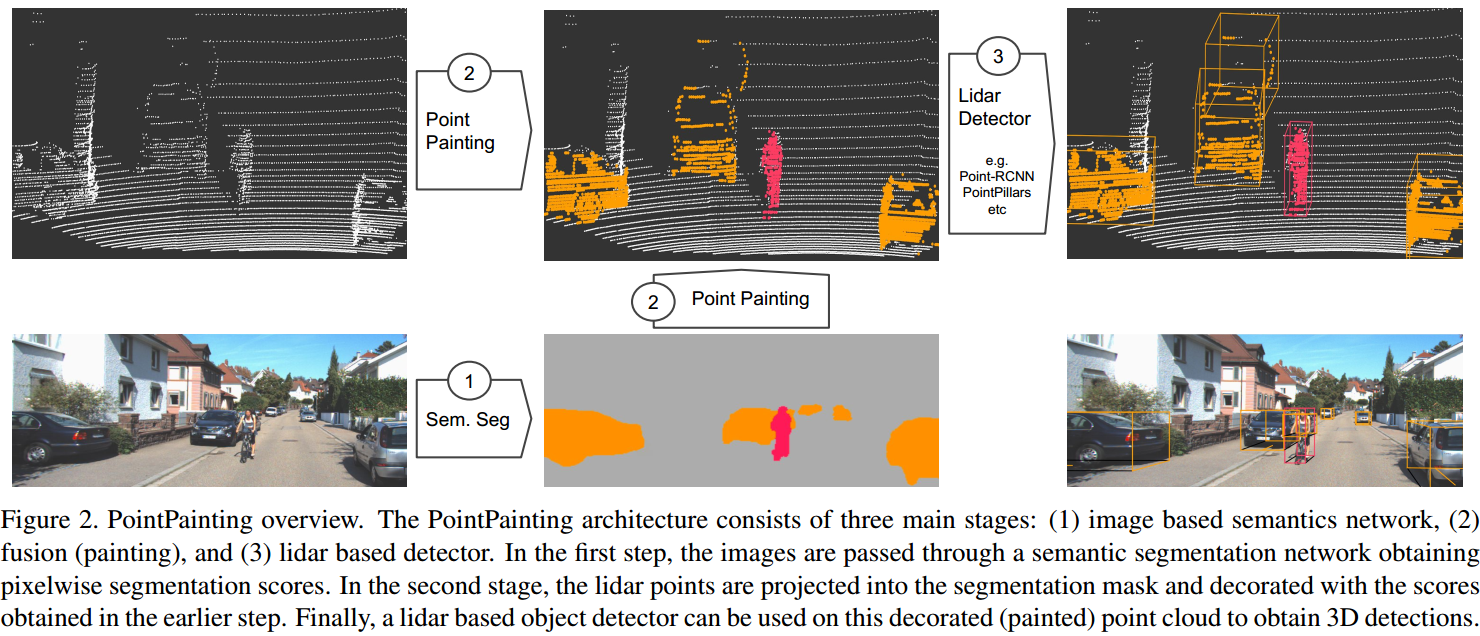 2
Point
Painting
3
Lidar
Detector
e.g.
Point-RCNN
PointPillars
etc
2 Point Painting
1
Sem. Seg
Figure 2. PointPainting overview. The PointPainting architecture consists of three main stages: (1) image based semantics network, (2)
fusion (painting), and (3) lidar based detector. In the first step, the images are passed through a semantic segmentation network obtaining
pixelwise segmentation scores. In the second stage, the lidar points are projected into the segmentation mask and decorated with the scores
obtained in the earlier step. Finally, a lidar based object detector can be used on this decorated (painted) point cloud to obtain 3D detections.